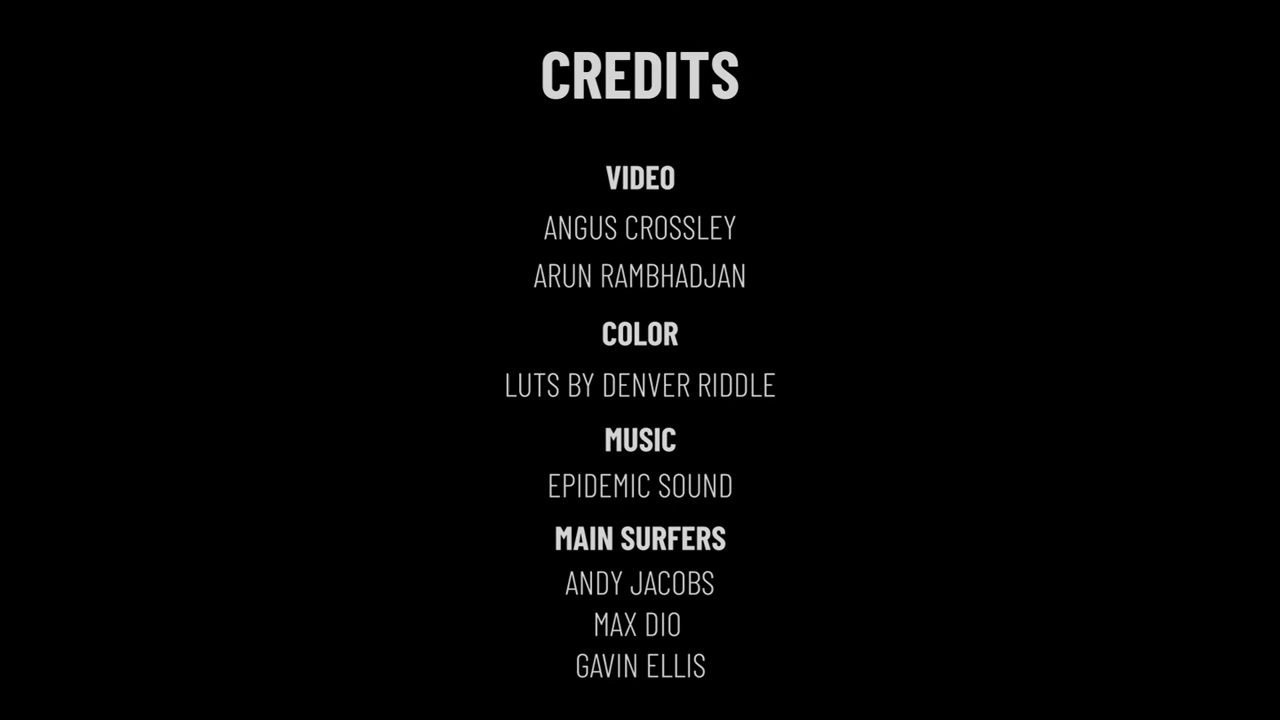 CREDITS
VIDEO
ANGUS CROSSLEY
ARUN RAMBHADJAN
COLOR
LUTS BY DENVER RIDDLE
MUSIC
EPIDEMIC SOUND
MAIN SURFERS
ANDY JACOBS
MAX DIO
GAVIN ELLIS